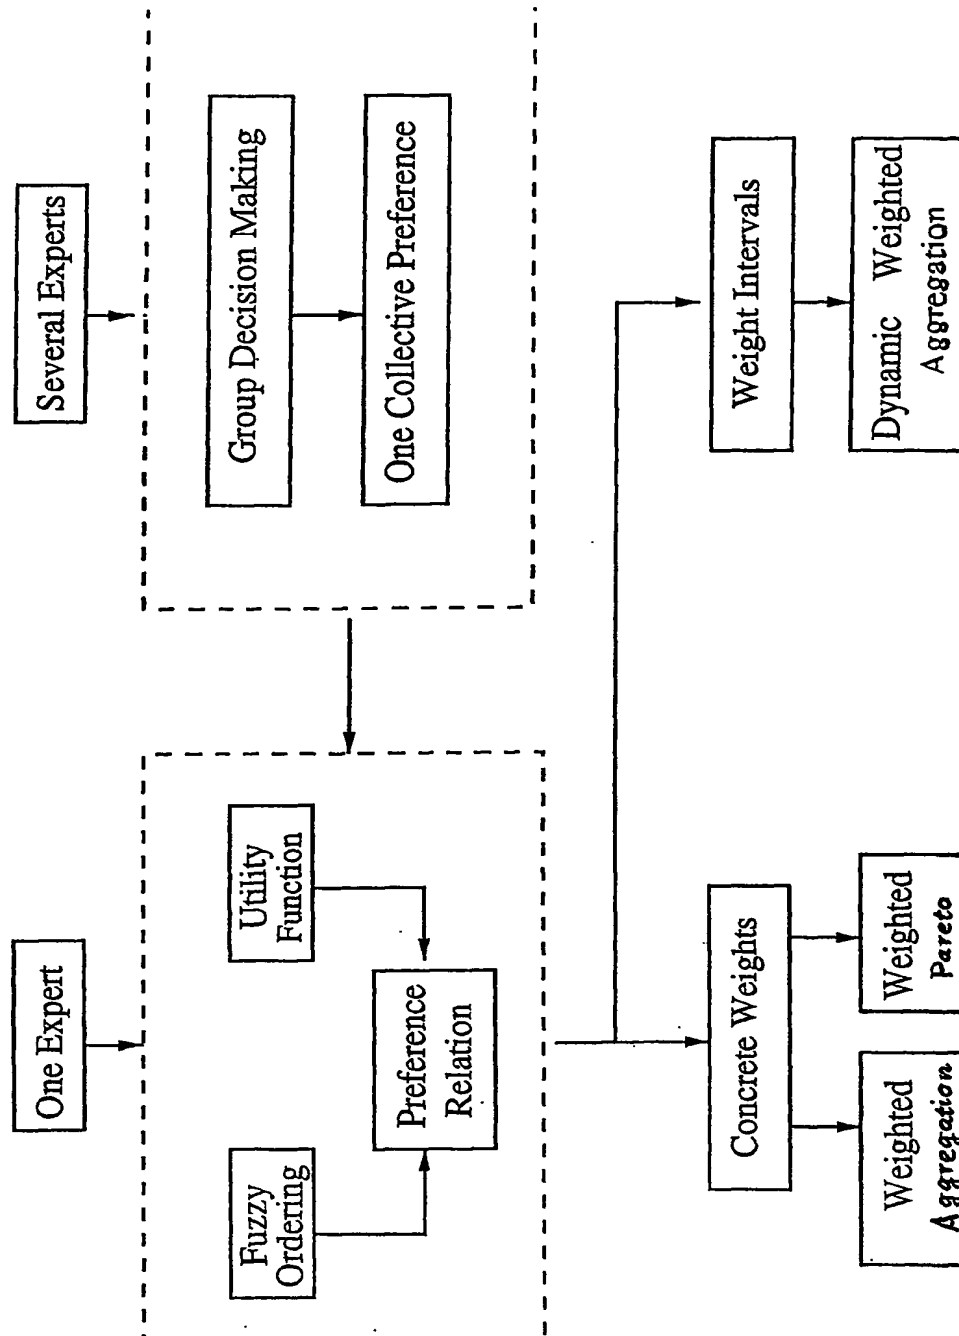 One Expert
Several Experts
Fuzzy
Ordering
Utility
Function
Preference
Relation
Group Decision Making
One Collective Preference
Concrete Weights
Weight Intervals
Weighted
Aggregation
Weighted
Pareto
Dynamic Weighted
Aggregation